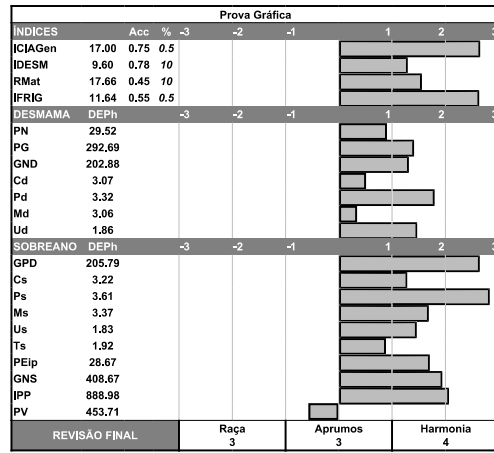 Prova Gráfica
ÍNDICES Acc % -3 -2 -1 1 2 3
ICIAGen 17.00 0.75 0.5
IDESM 9.60 0.78 10
RMat 17.66 0.45 10
IFRIG 11.64 0.55 0.5
DESMAMA DEPh -3 -2 -1 1 2 3
PN 29.52
PG 292,69
GND 202.88
Cd 3.07
Pd 3.32
Md 3.06
Ud 1.86
SOBREANO DEPh -3 -2 -1 1 2 3
GPD 205.79
Cs 3.22
Ps 3.61
Ms 3.37
Us 1.83
Ts 1.92
PEip 28.67
GNS 408.67
IPP 888.98
PV 453.71
REVISÃO FINAL Raça Aprumos Harmonia
3 3 4